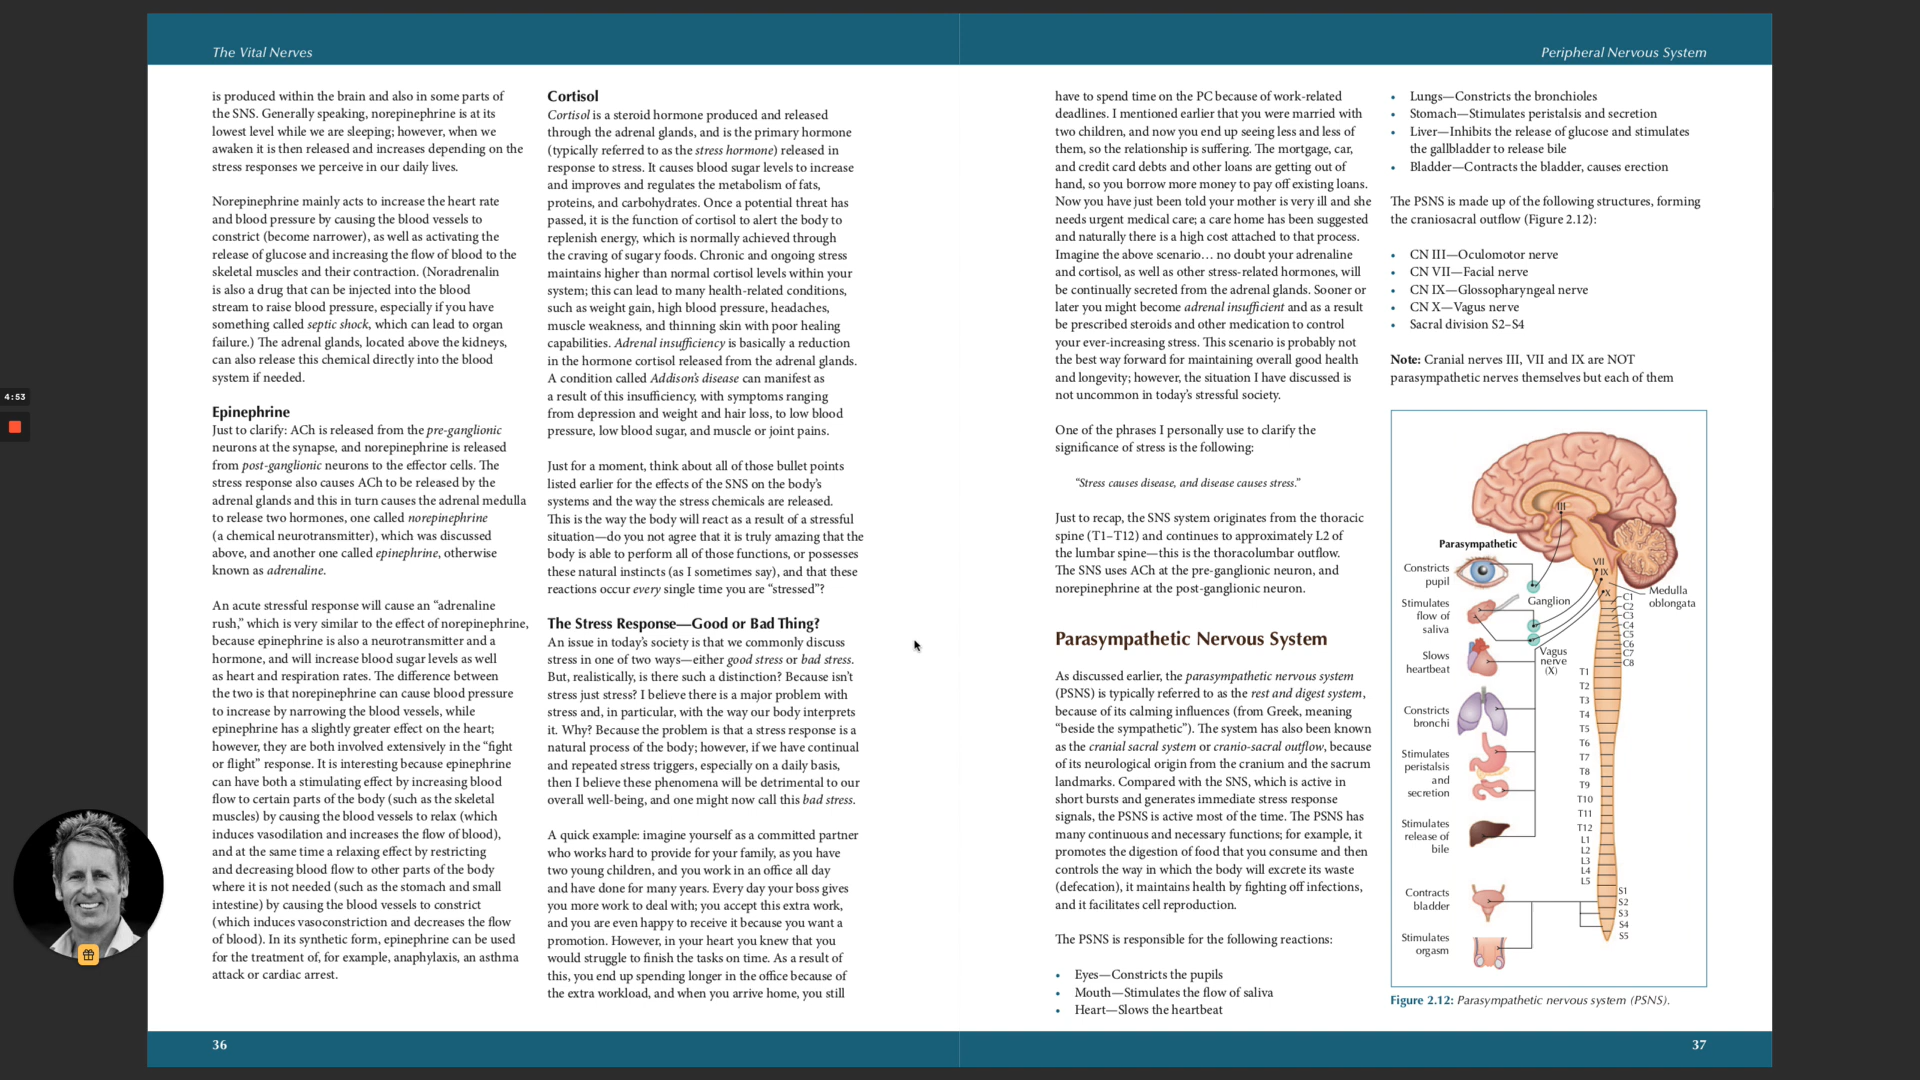 The Vital Nerves
Peripheral Nervous System
is produced within the brain and also in some parts of
the SNS. Generally speaking, norepinephrine is at its
lowest level while we are sleeping; however, when we
awaken it is then released and increases depending on the
stress responses we perceive in our daily lives.
Norepinephrine mainly acts to increase the heart rate
and blood pressure by causing the blood vessels to
constrict (become narrower), as well as activating the
release of glucose and increasing the flow of blood to the
skeletal muscles and their contraction. (Noradrenalin
is also a drug that can be injected into the blood
stream to raise blood pressure, especially if you have
something called septic shock, which can lead to organ
failure.) The adrenal glands, located above the kidneys,
can also release this chemical directly into the blood
system if needed.
Epinephrine
Just to clarify: ACh is released from the pre-ganglionic
neurons at the synapse, and norepinephrine is released
from post-ganglionic neurons to the effector cells. The
stress response also causes ACh to be released by the
adrenal glands and this in turn causes the adrenal medulla
to release two hormones, one called norepinephrine
(a chemical neurotransmitter), which was discussed
above, and another one called epinephrine, otherwise
known as adrenaline.
An acute stressful response will cause an “adrenaline
rush,” which is very similar to the effect of norepinephrine,
because epinephrine is also a neurotransmitter and a
hormone, and will increase blood sugar levels as well
as heart and respiration rates. The difference between
the two is that norepinephrine can cause blood pressure
to increase by narrowing the blood vessels, while
epinephrine has a slightly greater effect on the heart;
however, they are both involved extensively in the “fight
or flight” response. It is interesting because epinephrine
can have both a stimulating effect by increasing blood
flow to certain parts of the body (such as the skeletal
muscles) by causing the blood vessels to relax (which
induces vasodilation and increases the flow of blood),
and at the same time a relaxing effect by restricting
and decreasing blood flow to other parts of the body
where it is not needed (such as the stomach and small
intestine) by causing the blood vessels to constrict
(which induces vasoconstriction and decreases the flow
of blood). In its synthetic form, epinephrine can be used
for the treatment of, for example, anaphylaxis, an asthma
attack or cardiac arrest.
Cortisol
Cortisol is a steroid hormone produced and released
through the adrenal glands, and is the primary hormone
(typically referred to as the stress hormone) released in
response to stress. It causes blood sugar levels to increase
and improves and regulates the metabolism of fats,
proteins, and carbohydrates. Once a potential threat has
passed, it is the function of cortisol to alert the body to
replenish energy, which is normally achieved through
the craving of sugary foods. Chronic and ongoing stress
maintains higher than normal cortisol levels within your
system; this can lead to many health-related conditions,
such as weight gain, high blood pressure, headaches,
muscle weakness, and thinning skin with poor healing
capabilities. Adrenal insufficiency is basically a reduction
in the hormone cortisol released from the adrenal glands.
A condition called Addison's disease can manifest as
a result of this insufficiency, with symptoms ranging
from depression and weight and hair loss, to low blood
pressure, low blood sugar, and muscle or joint pains.
Just for a moment, think about all of those bullet points
listed earlier for the effects of the SNS on the body's
systems and the way the stress chemicals are released.
This is the way the body will react as a result of a stressful
situation—do you not agree that it is truly amazing that the
body is able to perform all of those functions, or possesses
these natural instincts (as I sometimes say), and that these
reactions occur every single time you are “stressed”?
The Stress Response—Good or Bad Thing?
An issue in today's society is that we commonly discuss
stress in one of two ways—either good stress or bad stress.
But, realistically, is there such a distinction? Because isn't
stress just stress? I believe there is a major problem with
stress and, in particular, with the way our body interprets
it. Why? Because the problem is that a stress response is a
natural process of the body; however, if we have continual
and repeated stress triggers, especially on a daily basis,
then I believe these phenomena will be detrimental to our
overall well-being, and one might now call this bad stress.
A quick example: imagine yourself as a committed partner
who works hard to provide for your family, as you have
two young children, and you work in an office all day
and have done for many years. Every day your boss gives
you more work to deal with; you accept this extra work,
and you are even happy to receive it because you want a
promotion. However, in your heart you knew that you
would struggle to finish the tasks on time. As a result of
this, you end up spending longer in the office because of
the extra workload, and when you arrive home, you still
have to spend time on the PC because of work-related
deadlines. I mentioned earlier that you were married with
two children, and now you end up seeing less and less of
them, so the relationship is suffering. The mortgage, car,
and credit card debts and other loans are getting out of
hand, so you borrow more money to pay off existing loans.
Now you have just been told your mother is very ill and she
needs urgent medical care; a care home has been suggested
and naturally there is a high cost attached to that process.
Imagine the above scenario… no doubt your adrenaline
and cortisol, as well as other stress-related hormones, will
be continually secreted from the adrenal glands. Sooner or
later you might become adrenal insufficient and as a result
be prescribed steroids and other medication to control
your ever-increasing stress. This scenario is probably not
the best way forward for maintaining overall good health
and longevity; however, the situation I have discussed is
not uncommon in today's stressful society.
One of the phrases I personally use to clarify the
significance of stress is the following:
“Stress causes disease, and disease causes stress.”
Just to recap, the SNS system originates from the thoracic
spine (T1–T12) and continues to approximately L2 of
the lumbar spine—this is the thoracolumbar outflow.
The SNS uses ACh at the pre-ganglionic neuron, and
norepinephrine at the post-ganglionic neuron.
Parasympathetic Nervous System
As discussed earlier, the parasympathetic nervous system
(PSNS) is typically referred to as the rest and digest system,
because of its calming influences (from Greek, meaning
“beside the sympathetic”). The system has also been known
as the cranial sacral system or cranio-sacral outflow, because
of its neurological origin from the cranium and the sacrum
landmarks. Compared with the SNS, which is active in
short bursts and generates immediate stress response
signals, the PSNS is active most of the time. The PSNS has
many continuous and necessary functions; for example, it
promotes the digestion of food that you consume and then
controls the way in which the body will excrete its waste
(defecation), it maintains health by fighting off infections,
and it facilitates cell reproduction.
The PSNS is responsible for the following reactions:
• Eyes—Constricts the pupils
• Mouth—Stimulates the flow of saliva
• Heart—Slows the heartbeat
• Lungs—Constricts the bronchioles
• Stomach—Stimulates peristalsis and secretion
• Liver—Inhibits the release of glucose and stimulates
the gallbladder to release bile
• Bladder—Contracts the bladder, causes erection
The PSNS is made up of the following structures, forming
the craniosacral outflow (Figure 2.12):
• CN III—Oculomotor nerve
• CN VII—Facial nerve
• CN IX—Glossopharyngeal nerve
• CN X—Vagus nerve
• Sacral division S2–S4
Note: Cranial nerves III, VII and IX are NOT
parasympathetic nerves themselves but each of them
III
Parasympathetic
VII
IX
X
Constricts
pupil
Ganglion
Medulla
oblongata
Stimulates
flow of
saliva
C1
C2
C3
C4
C5
C6
C7
C8
Slows
heartbeat
Vagus
nerve
(X)
T1
T2
T3
T4
T5
T6
T7
T8
T9
T10
T11
T12
L1
L2
L3
L4
L5
Constricts
bronchi
Stimulates
peristalsis
and
secretion
Stimulates
release of
bile
Contracts
bladder
S1
S2
S3
S4
S5
Stimulates
orgasm
Figure 2.12: Parasympathetic nervous system (PSNS).
36
37
4:53